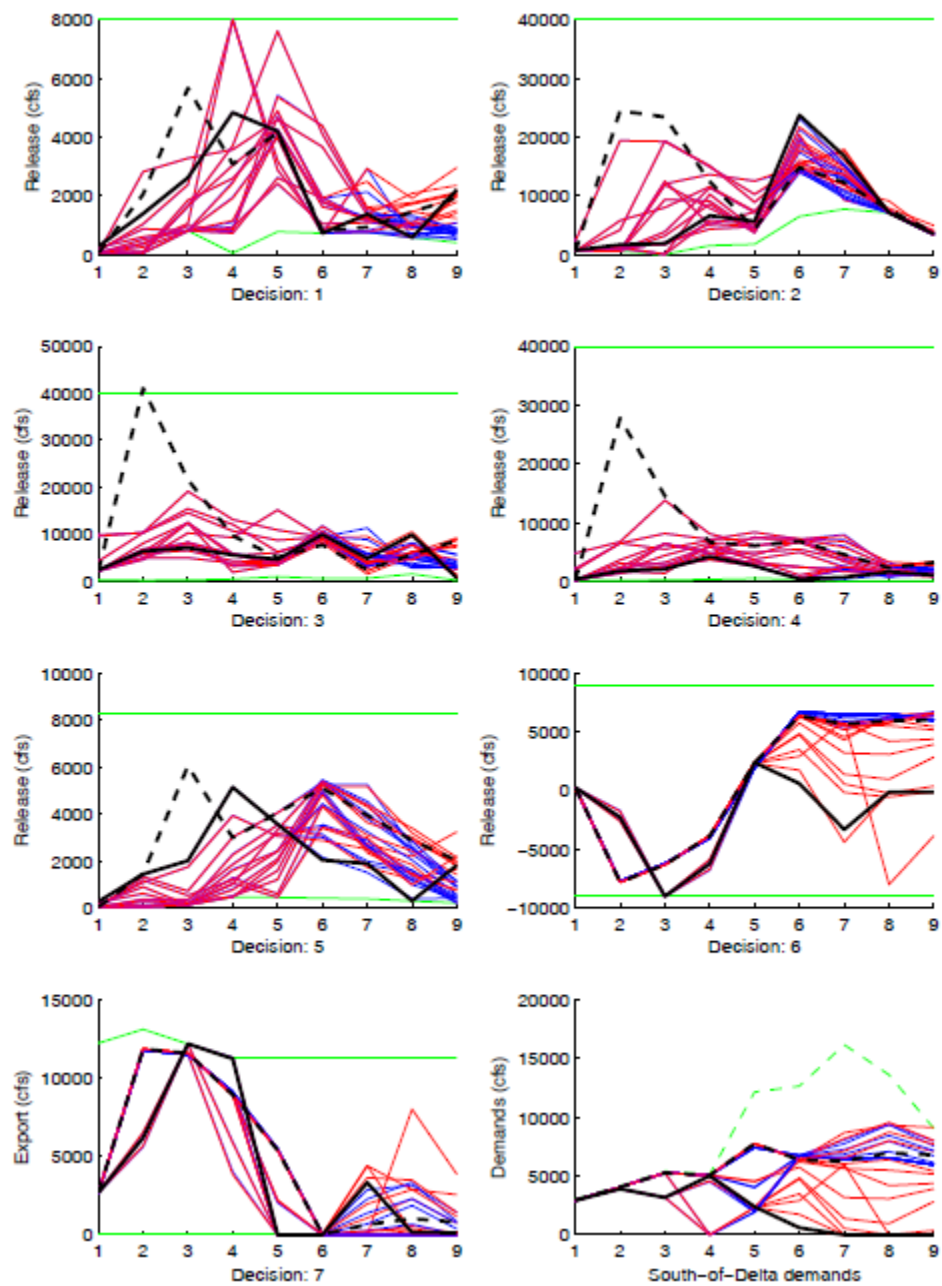 8000
6000
4000
2000
0
Release (cfs)
1 2 3 4 5 6 7 8 9
Decision: 1
40000
30000
20000
10000
0
Release (cfs)
1 2 3 4 5 6 7 8 9
Decision: 2
50000
40000
30000
20000
10000
0
Release (cfs)
1 2 3 4 5 6 7 8 9
Decision: 3
40000
30000
20000
10000
0
Release (cfs)
1 2 3 4 5 6 7 8 9
Decision: 4
10000
8000
6000
4000
2000
0
Release (cfs)
1 2 3 4 5 6 7 8 9
Decision: 5
10000
5000
0
−5000
−10000
Release (cfs)
1 2 3 4 5 6 7 8 9
Decision: 6
15000
10000
5000
0
Export (cfs)
1 2 3 4 5 6 7 8 9
Decision: 7
20000
15000
10000
5000
0
Demands (cfs)
1 2 3 4 5 6 7 8 9
South−of−Delta demands